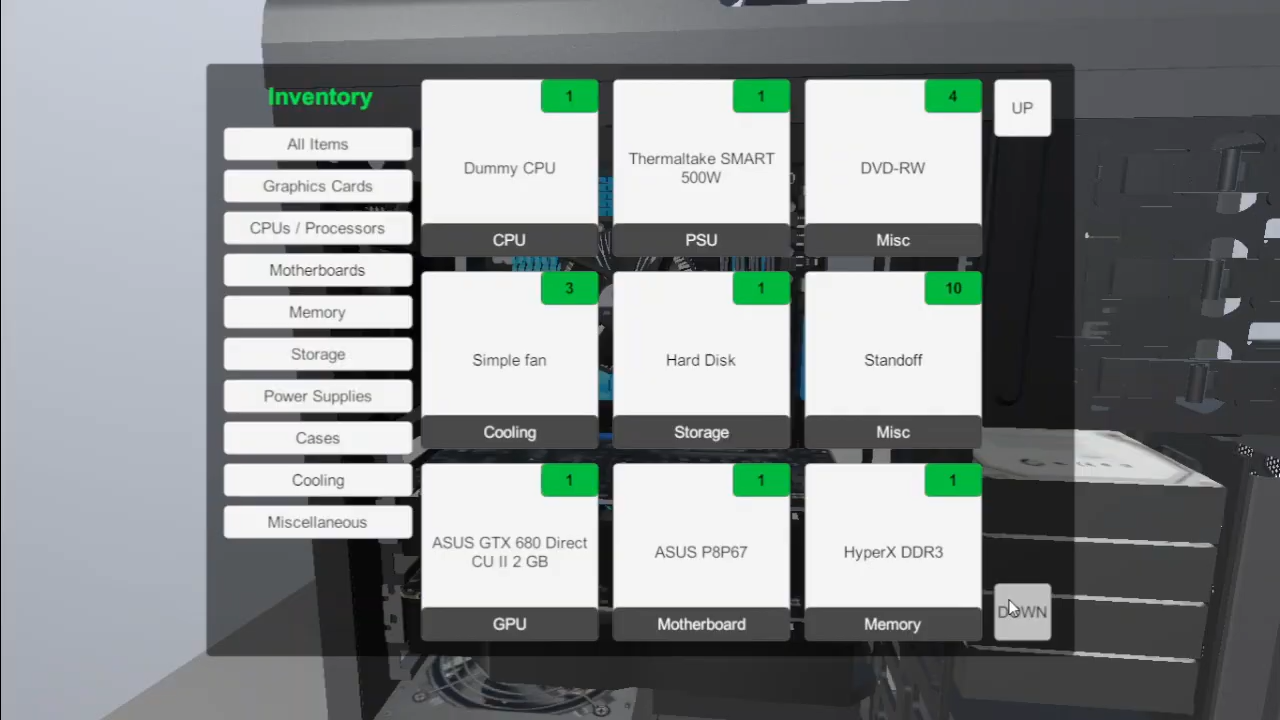 Inventory
All Items
Graphics Cards
CPUs / Processors
Motherboards
Memory
Storage
Power Supplies
Cases
Cooling
Miscellaneous
1
Dummy CPU
CPU
1
Thermaltake SMART
500W
PSU
4
DVD-RW
Misc
3
Simple fan
Cooling
1
Hard Disk
Storage
10
Standoff
Misc
1
ASUS GTX 680 Direct
CU II 2 GB
GPU
1
ASUS P8P67
Motherboard
1
HyperX DDR3
Memory
UP
DOWN